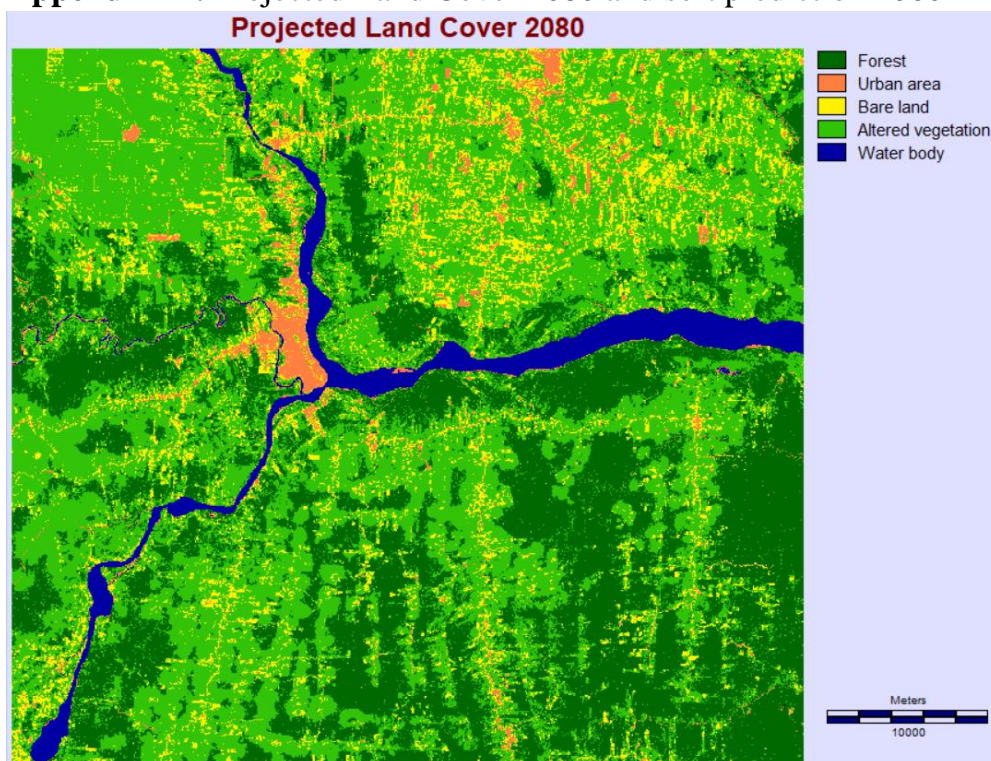 Projected Land Cover 2080
Forest
Urban area
Bare land
Altered vegetation
Water body
Meters
10000